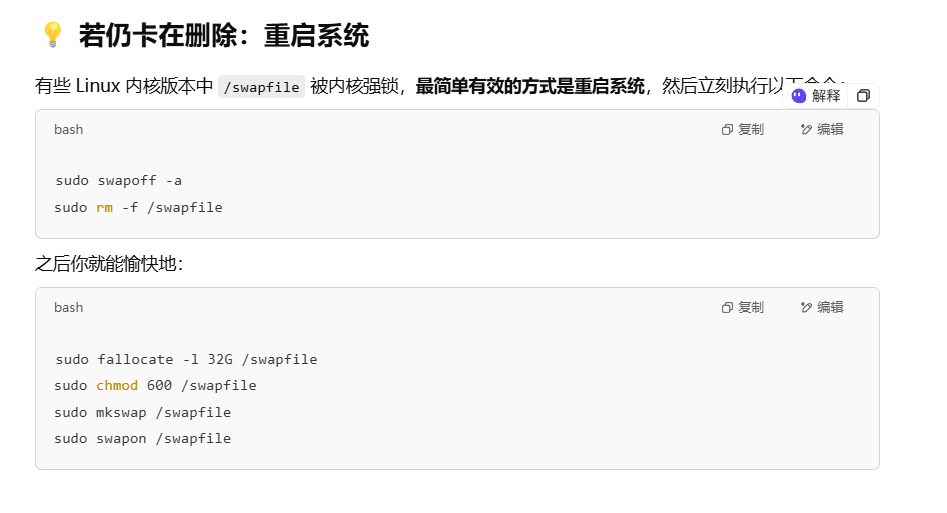 💡 若仍卡在删除：重启系统
有些 Linux 内核版本中 /swapfile 被内核强锁，最简单有效的方式是重启系统，然后立刻执行以
解释
bash 复制 编辑
sudo swapoff -a
sudo rm -f /swapfile
之后你就能愉快地：
bash 复制 编辑
sudo fallocate -l 32G /swapfile
sudo chmod 600 /swapfile
sudo mkswap /swapfile
sudo swapon /swapfile